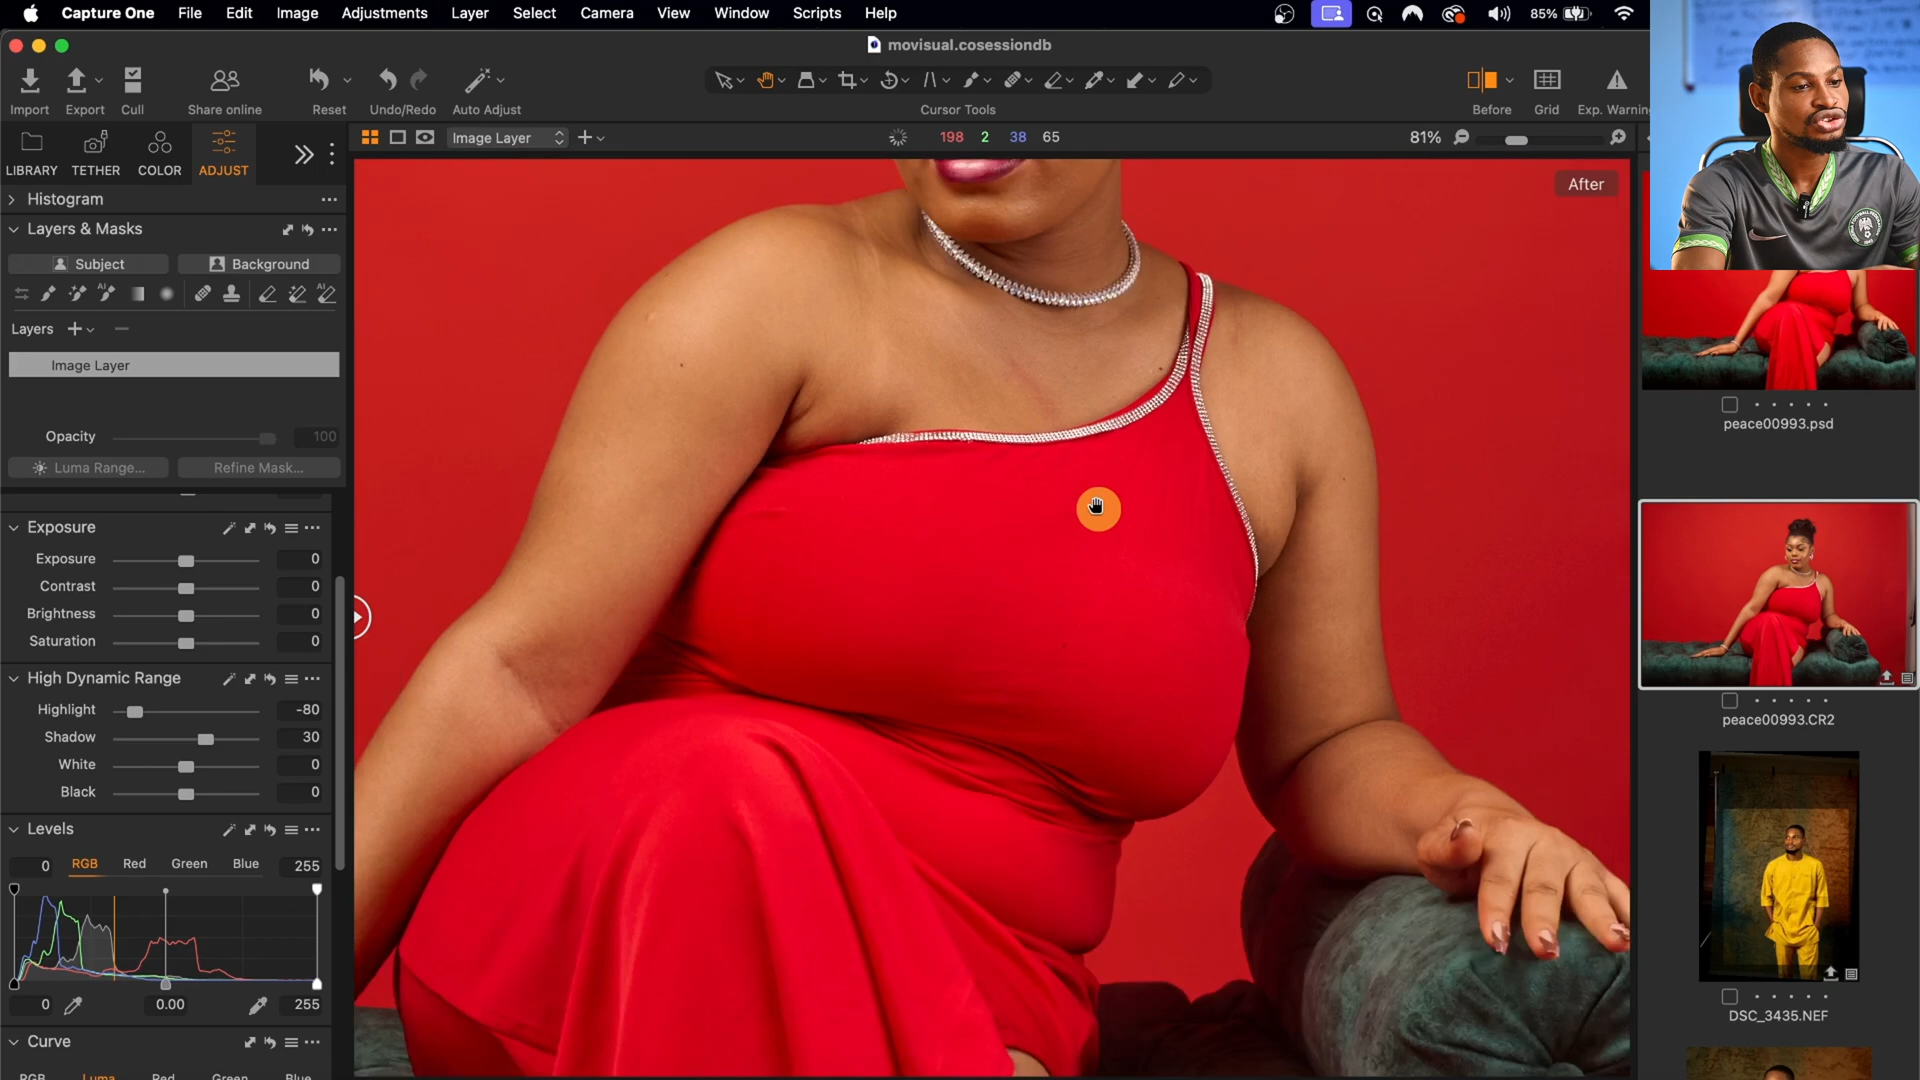 Capture One File Edit Image Adjustments Layer Select Camera View Window Scripts Help 85%
movisual.cosessiondb
Import Export Cull Share online Reset Undo/Redo Auto Adjust Cursor Tools Before Grid Exp. Warnin
LIBRARY TETHER COLOR ADJUST
Image Layer 198 2 38 65 81%
After
Histogram
Layers & Masks
Subject Background
Layers
Image Layer
Opacity 100
Luma Range... Refine Mask...
Exposure
Exposure 0
Contrast 0
Brightness 0
Saturation 0
High Dynamic Range
Highlight -80
Shadow 30
White 0
Black 0
Levels
0 RGB Red Green Blue 255
0 0.00 255
Curve
RGB Luma Red Green Blue
peace00993.psd
peace00993.CR2
DSC_3435.NEF